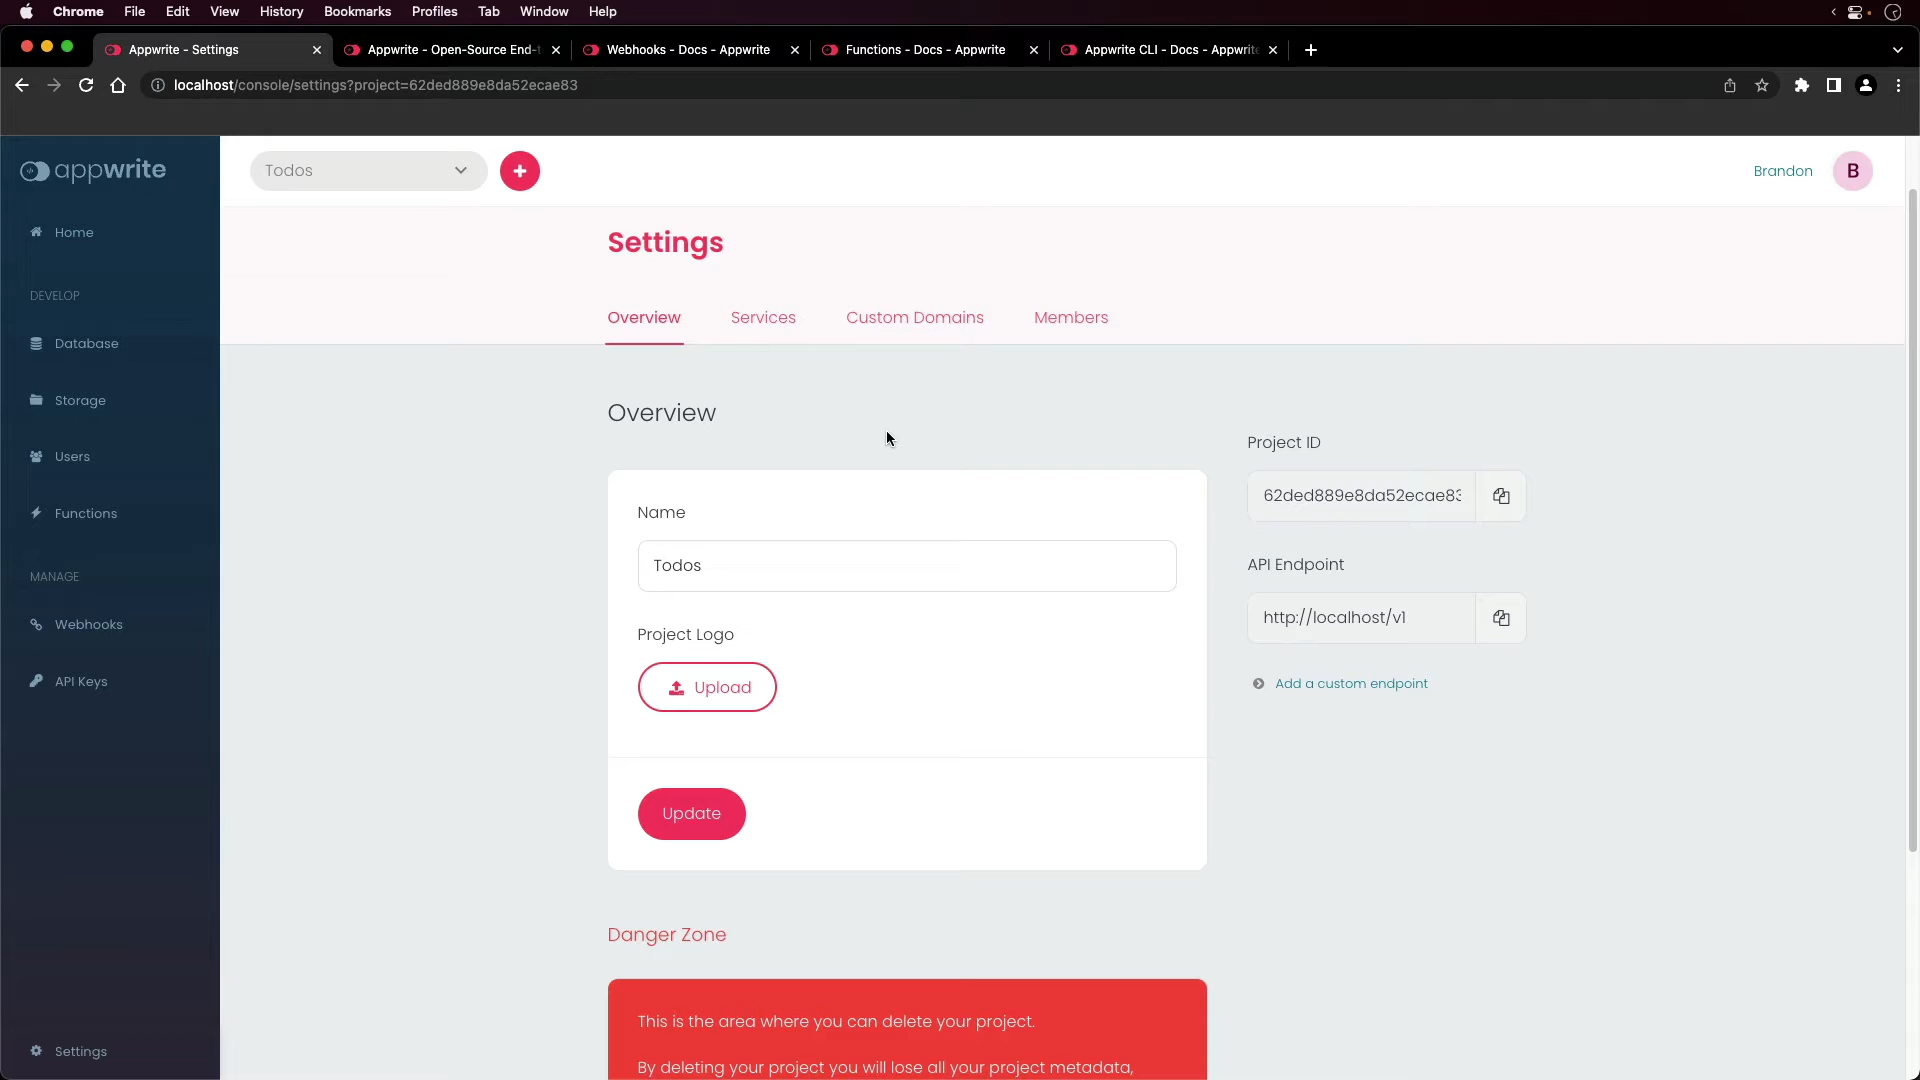 Chrome File Edit View History Bookmarks Profiles Tab Window Help
Appwrite - Settings
Appwrite - Open-Source End-
Webhooks - Docs - Appwrite
Functions - Docs - Appwrite
Appwrite CLI - Docs - Appwrite
localhost/console/settings?project=62ded889e8da52ecae83
appwrite
Todos
Brandon
B
Home
DEVELOP
Database
Storage
Users
Functions
MANAGE
Webhooks
API Keys
Settings
Settings
Overview Services Custom Domains Members
Overview
Name
Todos
Project Logo
Upload
Update
Project ID
62ded889e8da52ecae83
API Endpoint
http://localhost/v1
Add a custom endpoint
Danger Zone
This is the area where you can delete your project.
By deleting your project you will lose all your project metadata,